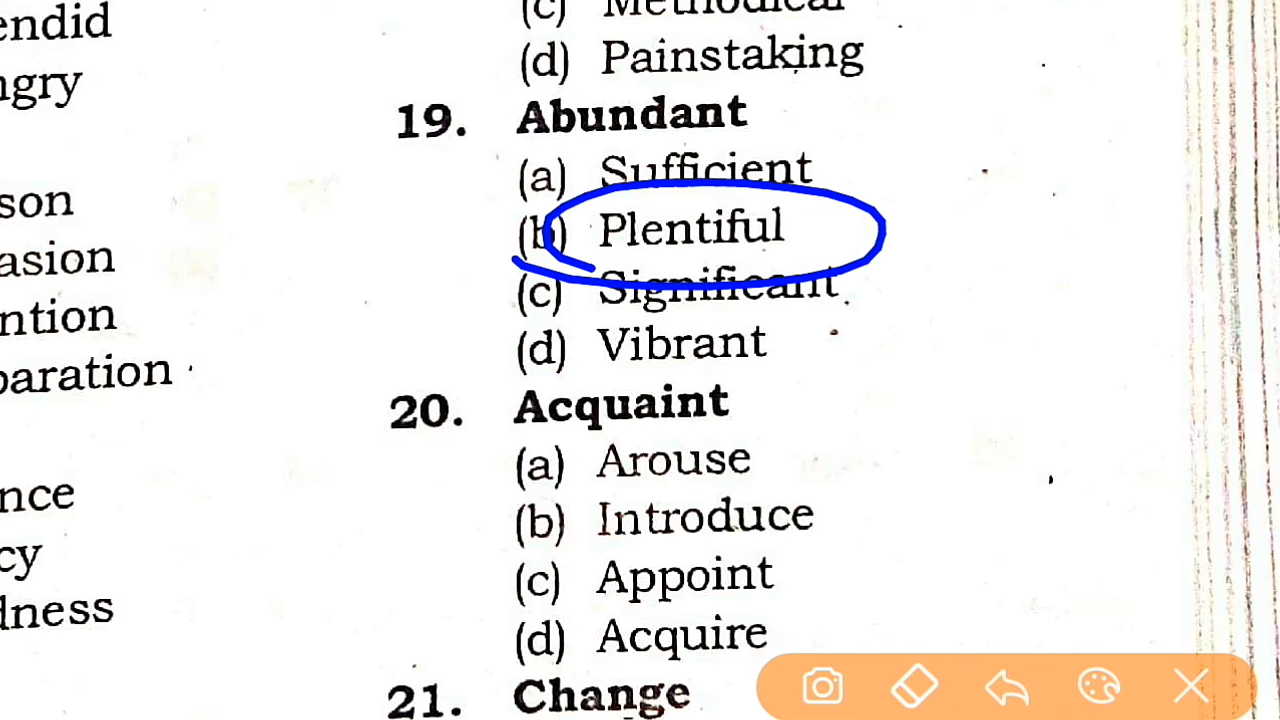 endid
ngry
son
asion
ntion
paration
nce
cy
dness
(c) Methodical
(d) Painstaking
19. Abundant
(a) Sufficient
(b) Plentiful
(c) Significant
(d) Vibrant
20. Acquaint
(a) Arouse
(b) Introduce
(c) Appoint
(d) Acquire
21. Change